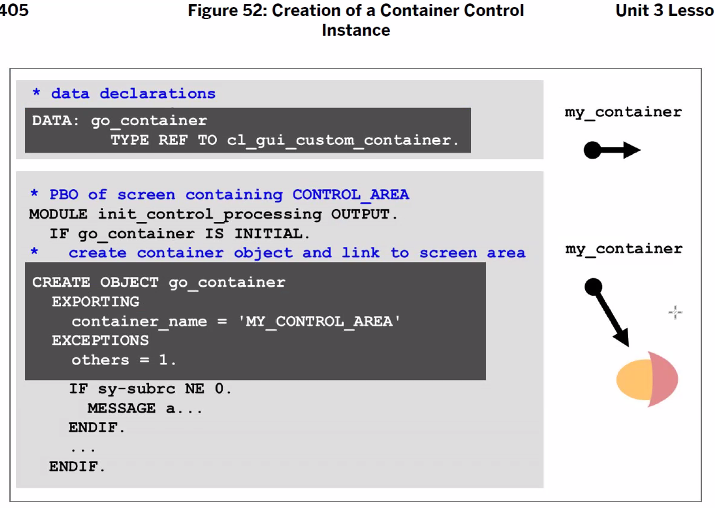 405
Figure 52: Creation of a Container Control
Instance
Unit 3 Lesso
* data declarations
DATA: go_container
TYPE REF TO cl_gui_custom_container.
my_container
* PBO of screen containing CONTROL_AREA
MODULE init_control_processing OUTPUT.
IF go_container IS INITIAL.
* create container object and link to screen area
CREATE OBJECT go_container
EXPORTING
container_name = 'MY_CONTROL_AREA'
EXCEPTIONS
others = 1.
IF sy-subrc NE 0.
MESSAGE a...
ENDIF.
...
ENDIF.
my_container